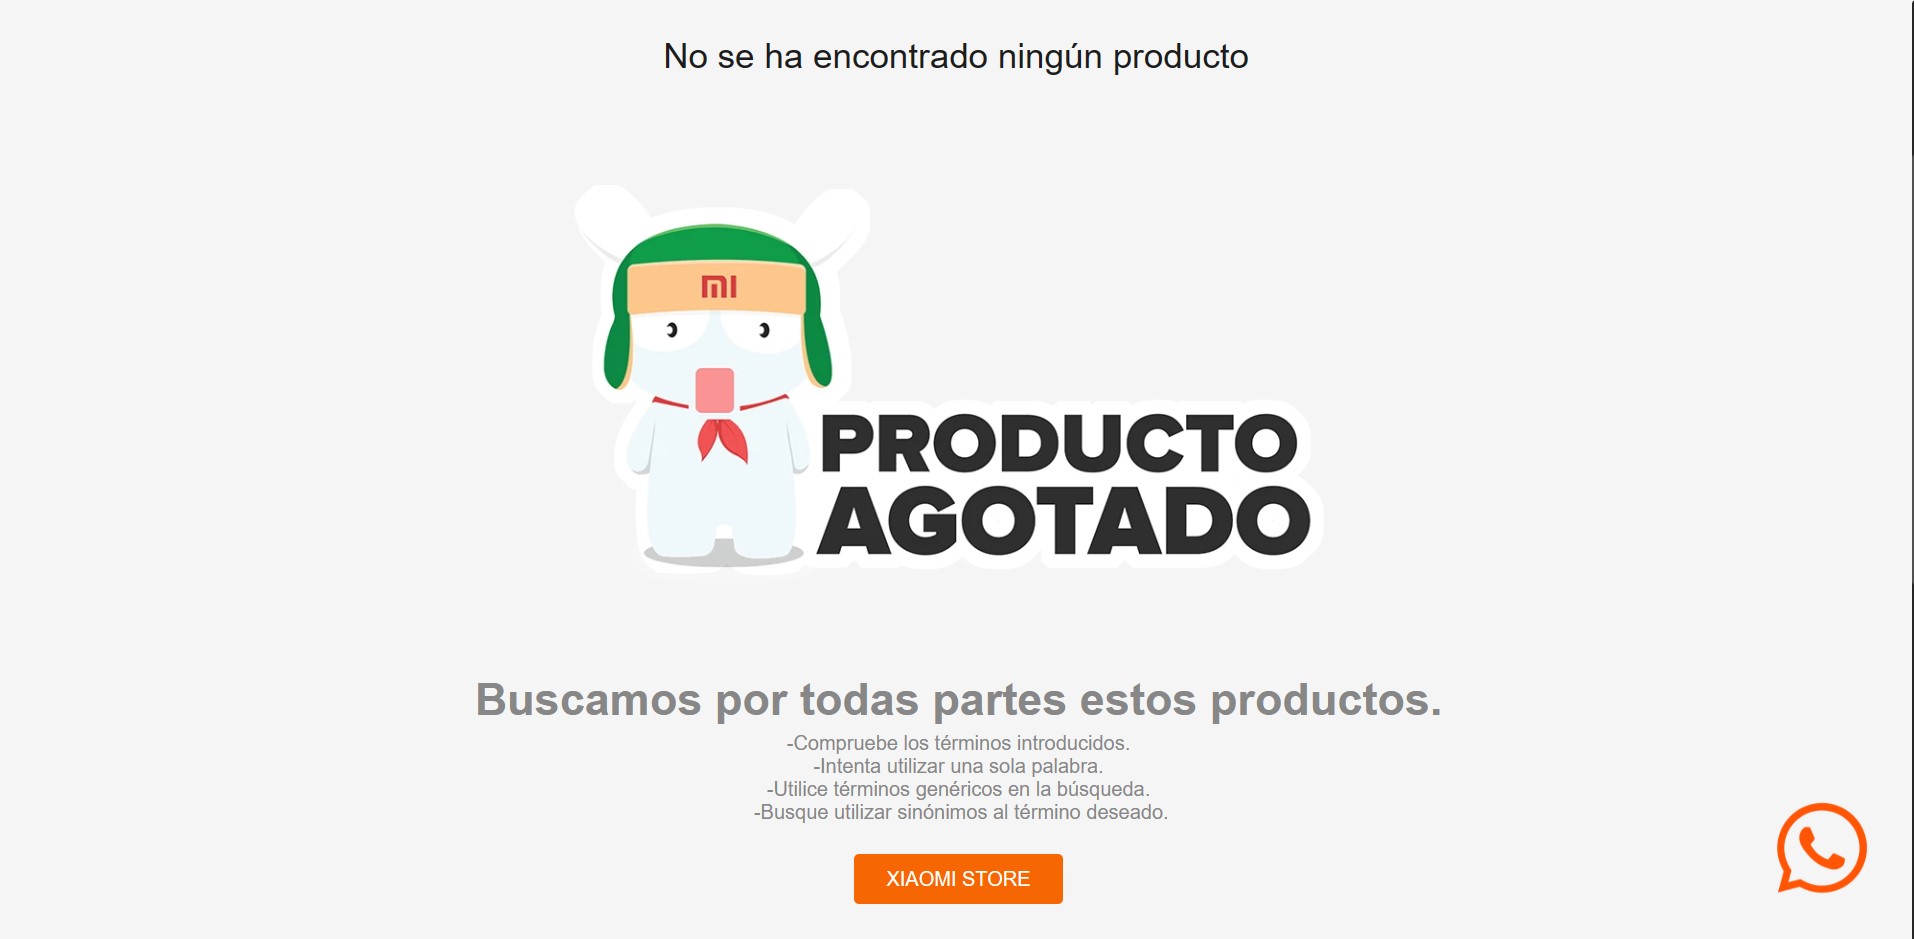 No se ha encontrado ningún producto
MI
PRODUCTO
AGOTADO
Buscamos por todas partes estos productos.
-Compruebe los términos introducidos.
-Intenta utilizar una sola palabra.
-Utilice términos genéricos en la búsqueda.
-Busque utilizar sinónimos al término deseado.
XIAOMI STORE